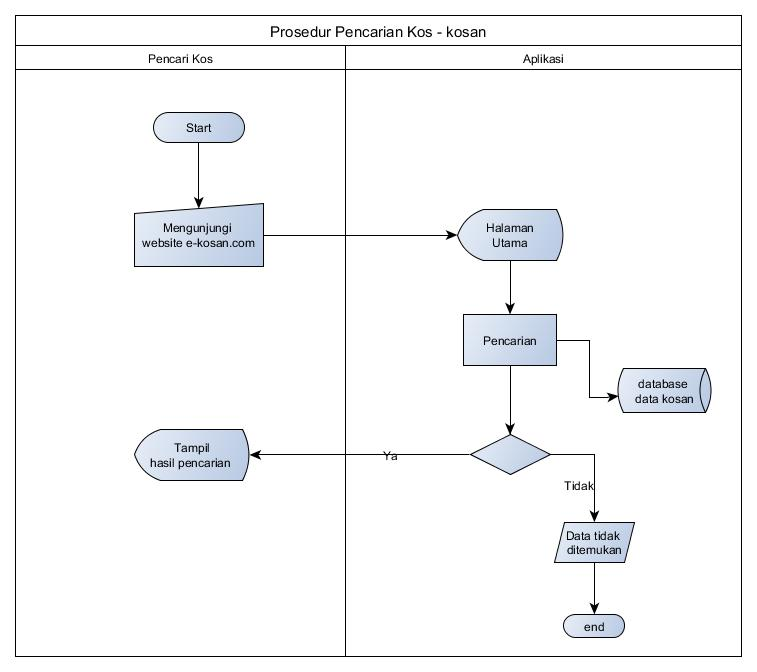 Prosedur Pencarian Kos - kosan
Pencari Kos
Aplikasi
Start
Mengunjungi
website e-kosan.com
Halaman
Utama
Pencarian
database
data kosan
Tampil
hasil pencarian
Ya
Tidak
Data tidak
ditemukan
end